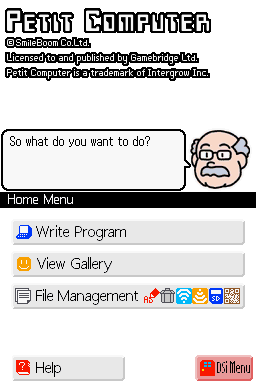 PETIT COMPUTER
©SmileBoom Co.Ltd.
Licensed to and published by Gamebridge Ltd.
Petit Computer is a trademark of Intergrow Inc.
So what do you want to do?
Home Menu
Write Program
View Gallery
File Management
AB
SD
? Help
DSi Menu